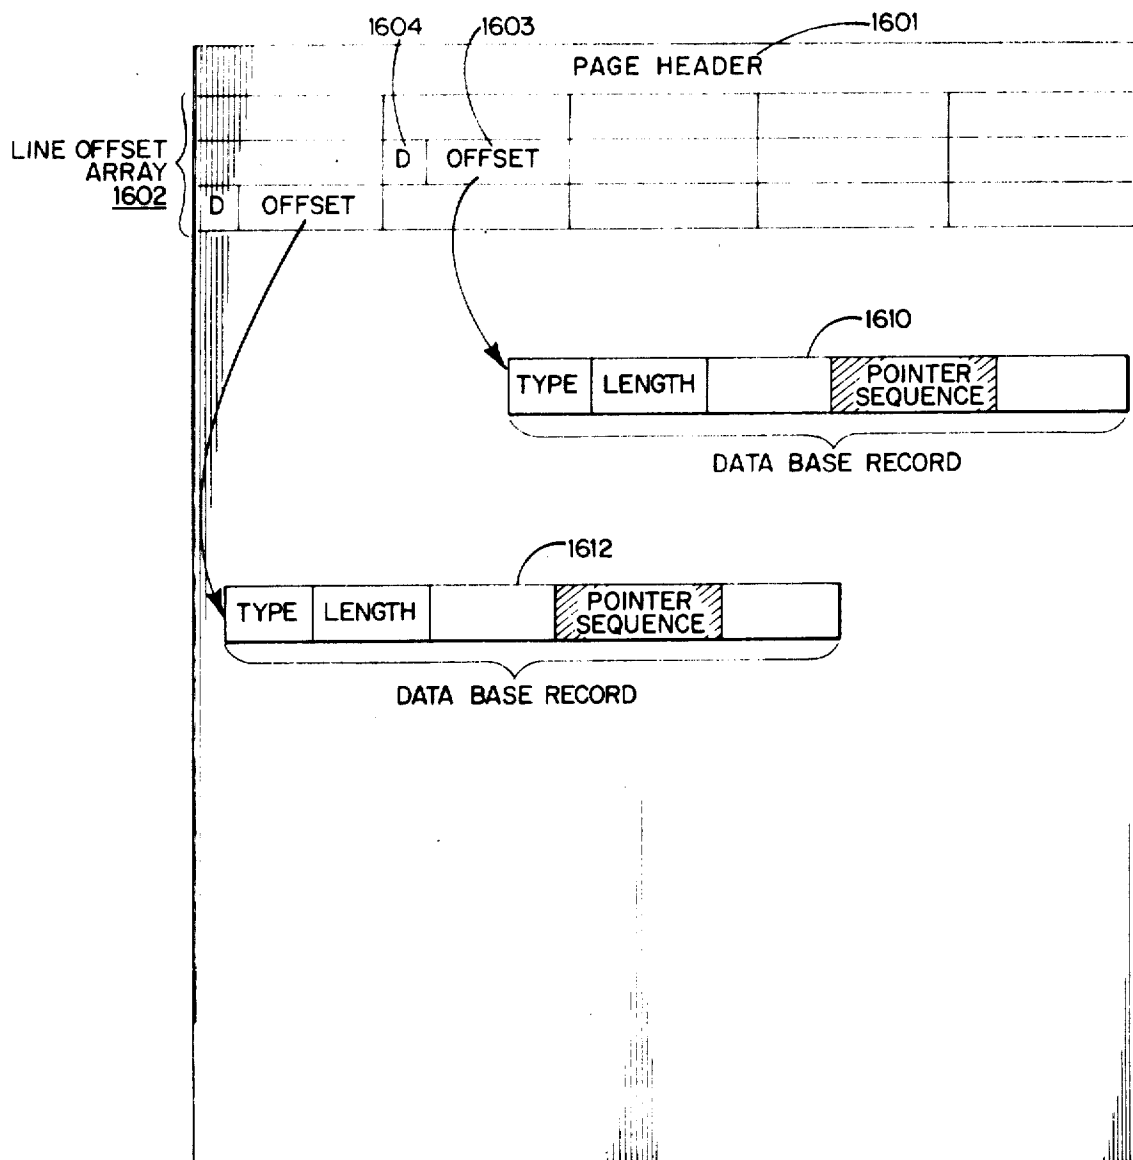 1604 1603 1601
PAGE HEADER
LINE OFFSET
ARRAY
1602
D OFFSET
D OFFSET
1610
TYPE LENGTH POINTER
SEQUENCE
DATA BASE RECORD
1612
TYPE LENGTH POINTER
SEQUENCE
DATA BASE RECORD